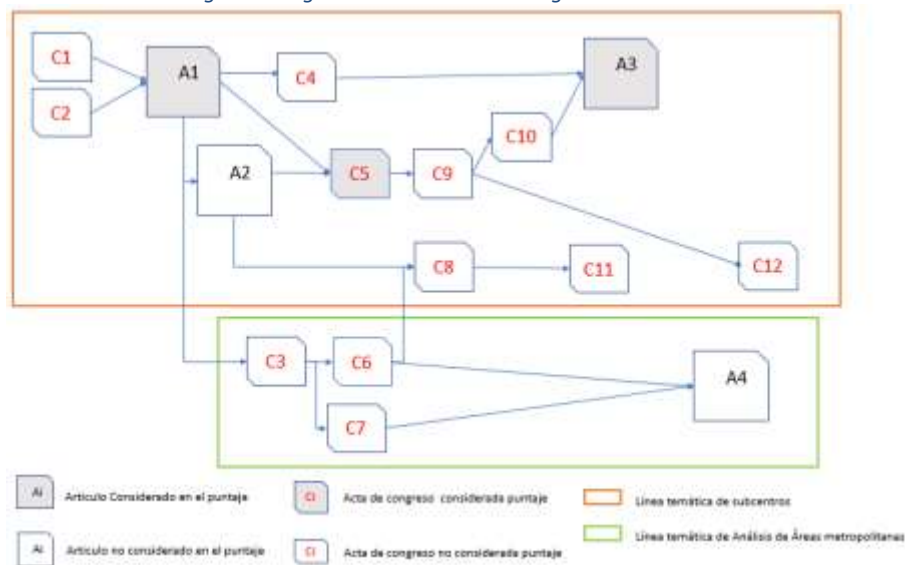 C1
A1
C4
A3
C2
C10
A2
C5
C9
C8
C11
C12
C3
C6
A4
C7
Ai Articulo Considerado en el puntaje
Ci Acta de congreso considerada puntaje
Linea temática de subcentros
Ai Articulo no considerado en el puntaje
Ci Acta de congreso no considerada puntaje
Línea temática de Análisis de Áreas metropolitanas